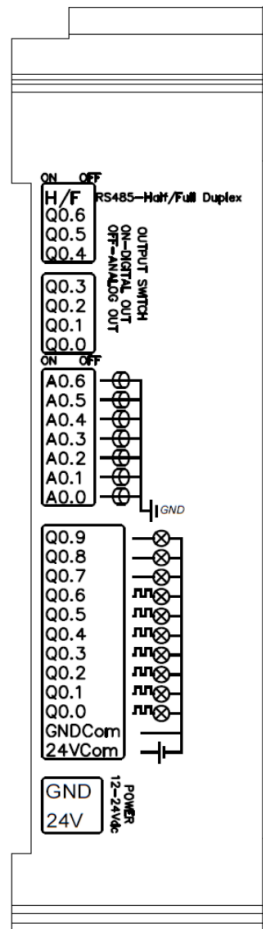 ON OFF
H/F RS485-Half/Full Duplex
Q0.6
Q0.5
Q0.4
OUTPUT SWITCH
ON-DIGITAL OUT
OFF-ANALOG OUT
Q0.3
Q0.2
Q0.1
Q0.0
ON OFF
A0.6
A0.5
A0.4
A0.3
A0.2
A0.1
A0.0
GND
Q0.9
Q0.8
Q0.7
Q0.6
Q0.5
Q0.4
Q0.3
Q0.2
Q0.1
Q0.0
GNDCom
24VCom
GND
24V
POWER
12-24Vdc